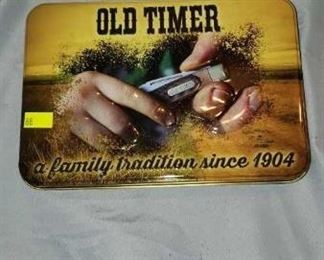 OLD TIMER
a family tradition since 1904